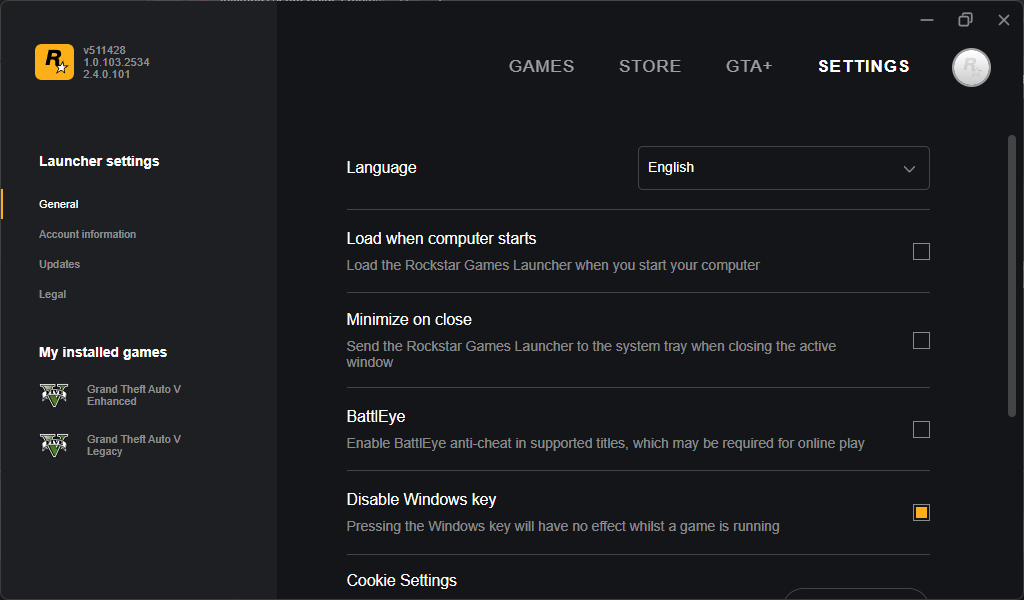 v511428
1.0.103.2534
2.4.0.101
GAMES
STORE
GTA+
SETTINGS
Launcher settings
General
Account information
Updates
Legal
My installed games
Grand Theft Auto V
Enhanced
Grand Theft Auto V
Legacy
Language
English
Load when computer starts
Load the Rockstar Games Launcher when you start your computer
Minimize on close
Send the Rockstar Games Launcher to the system tray when closing the active
window
BattlEye
Enable BattlEye anti-cheat in supported titles, which may be required for online play
Disable Windows key
Pressing the Windows key will have no effect whilst a game is running
Cookie Settings